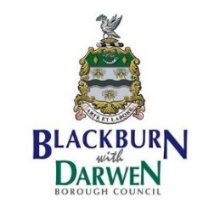 ARTE ET LABORE
BLACKBURN
with
DARWEN
BOROUGH COUNCIL